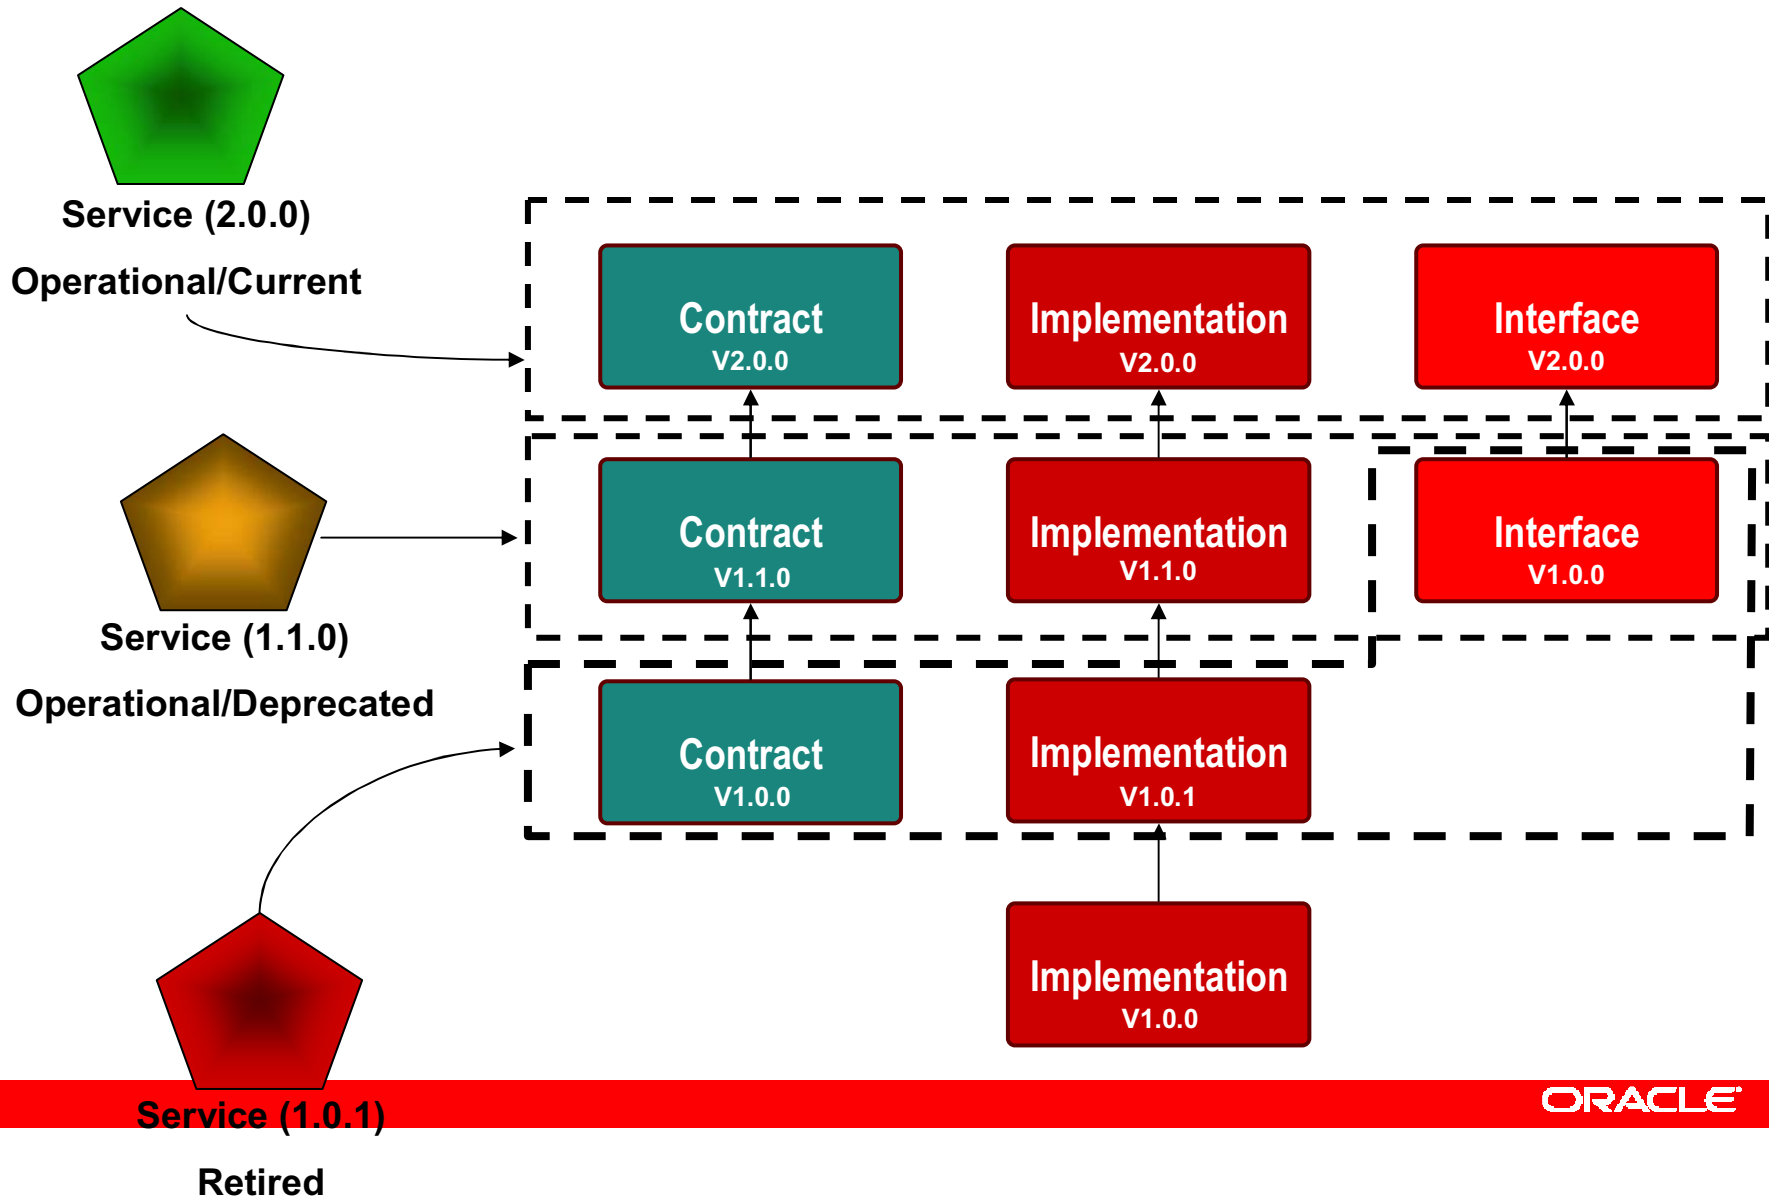 Service (2.0.0)
Operational/Current
Contract
V2.0.0
Implementation
V2.0.0
Interface
V2.0.0
Service (1.1.0)
Operational/Deprecated
Contract
V1.1.0
Implementation
V1.1.0
Interface
V1.0.0
Contract
V1.0.0
Implementation
V1.0.1
Implementation
V1.0.0
Service (1.0.1)
Retired
ORACLE